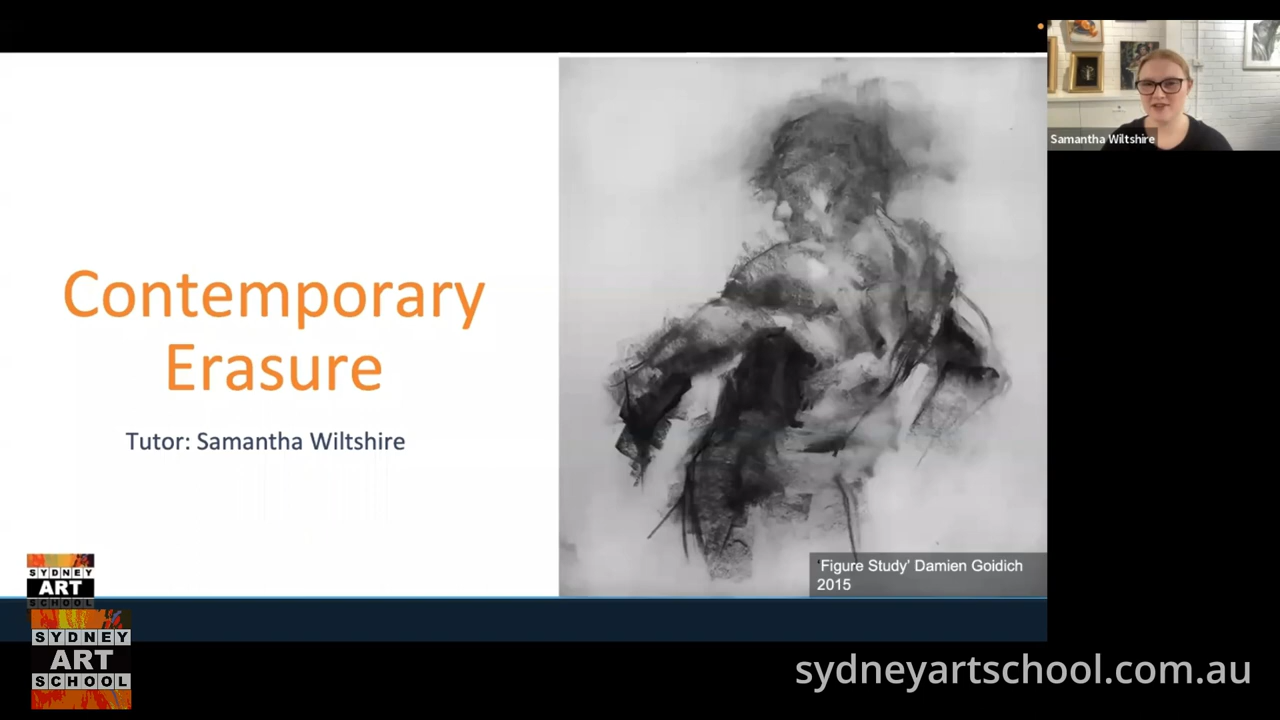 Contemporary
Erasure
Tutor: Samantha Wiltshire
'Figure Study' Damien Goidich
2015
Samantha Wiltshire
SYDNEY
ART
SCHOOL
SYDNEY
ART
SCHOOL
sydneyartschool.com.au